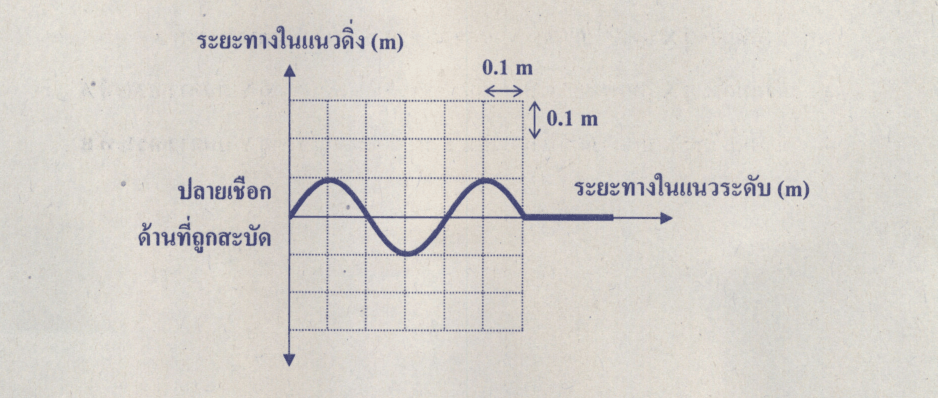 ระยะทางในแนวดิ่ง (m)
0.1 m
0.1 m
ปลายเชือก
ด้านที่ถูกสะบัด
ระยะทางในแนวระดับ (m)